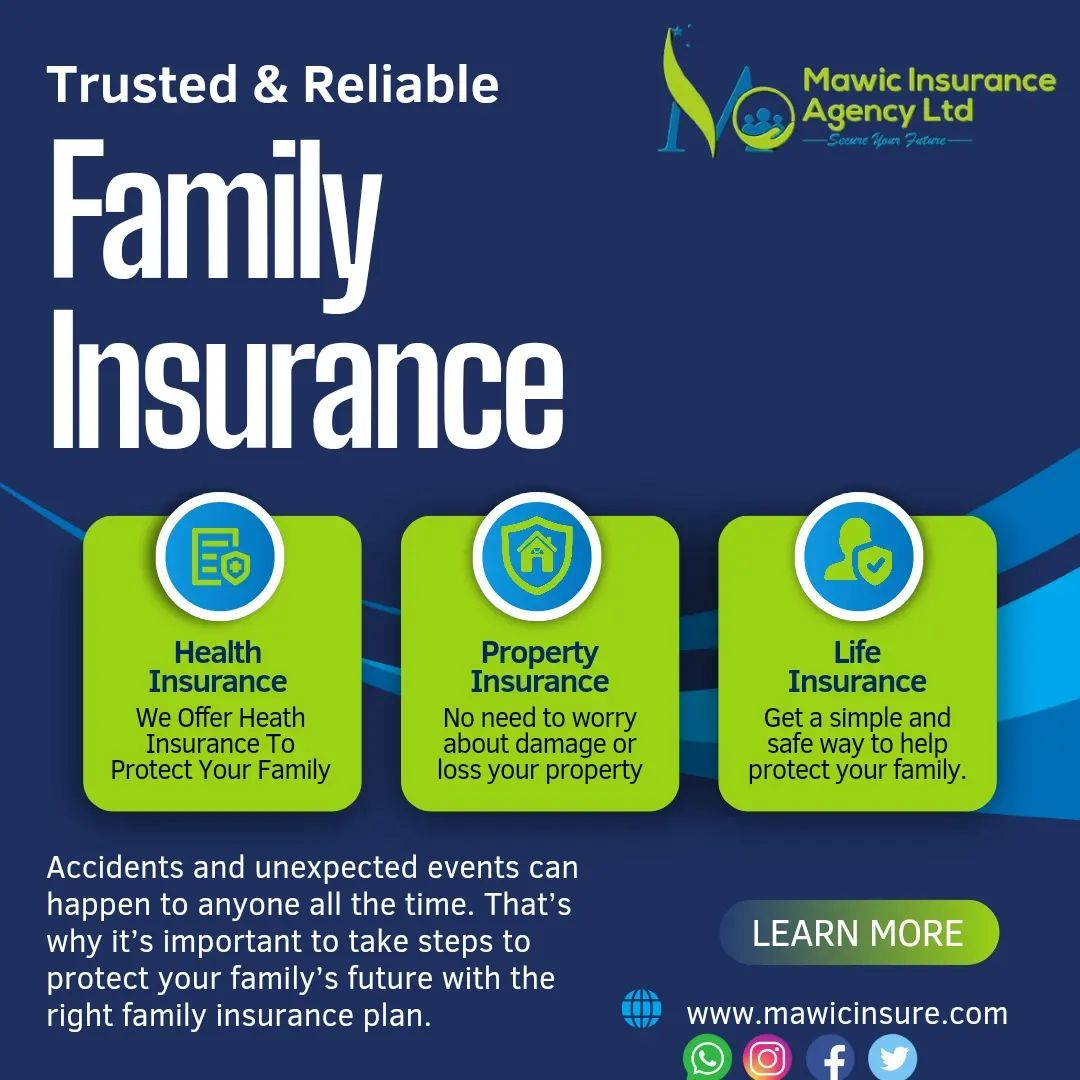 Trusted & Reliable
Mawic Insurance
Agency Ltd
Secure Your Future
Family
Insurance
Health
Insurance
We Offer Heath
Insurance To
Protect Your Family
Property
Insurance
No need to worry
about damage or
loss your property
Life
Insurance
Get a simple and
safe way to help
protect your family.
Accidents and unexpected events can
happen to anyone all the time. That’s
why it’s important to take steps to
protect your family’s future with the
right family insurance plan.
LEARN MORE
www.mawicinsure.com